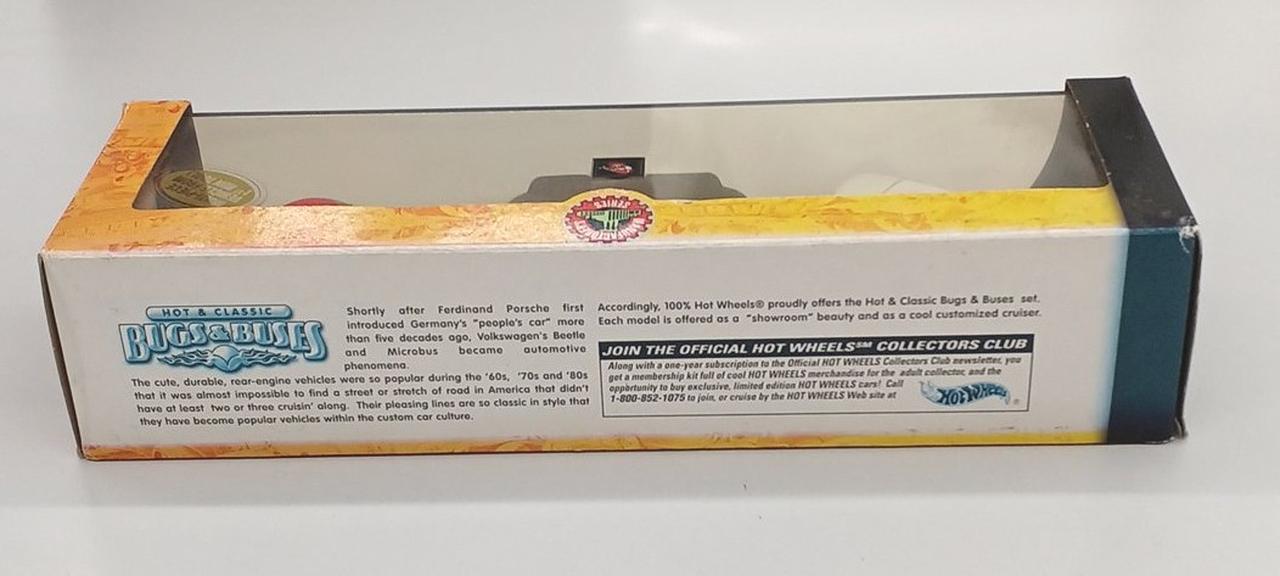 HOT & CLASSIC
BUGS & BUSES
Shortly after Ferdinand Porsche first
introduced Germany's "people's car" more
than five decades ago, Volkswagen's Beetle
and Microbus became automotive
phenomena.
The cute, durable, rear-engine vehicles were so popular during the '60s, '70s and '80s
that it was almost impossible to find a street or stretch of road in America that didn't
have at least two or three cruisin' along. Their pleasing lines are so classic in style that
they have become popular vehicles within the custom car culture.
Accordingly, 100% Hot Wheels® proudly offers the Hot & Classic Bugs & Buses set.
Each model is offered as a "showroom" beauty and as a cool customized cruiser.
JOIN THE OFFICIAL HOT WHEELS℠ COLLECTORS CLUB
Along with a one-year subscription to the Official HOT WHEELS Collectors Club newsletter, you
get a membership kit full of cool HOT WHEELS merchandise for the adult collector, and the
opportunity to buy exclusive, limited edition HOT WHEELS cars! Call
1-800-852-1075 to join, or cruise by the HOT WHEELS Web site at
HOT WHEELS ®
SERIES